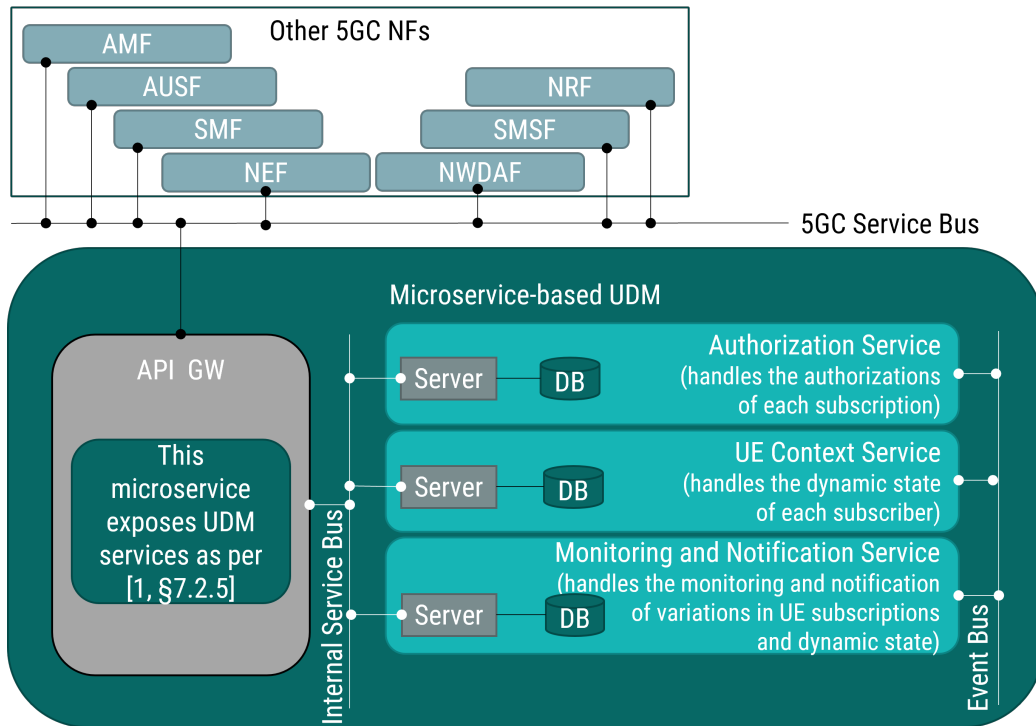 Other 5GC NFs
AMF
AUSF
SMF
NEF
NRF
SMSF
NWDAF
5GC Service Bus
Microservice-based UDM
API GW
This
microservice
exposes UDM
services as per
[1, §7.2.5]
Internal Service Bus
Server
DB
Authorization Service
(handles the authorizations
of each subscription)
Server
DB
UE Context Service
(handles the dynamic state
of each subscriber)
Server
DB
Monitoring and Notification Service
(handles the monitoring and notification
of variations in UE subscriptions
and dynamic state)
Event Bus